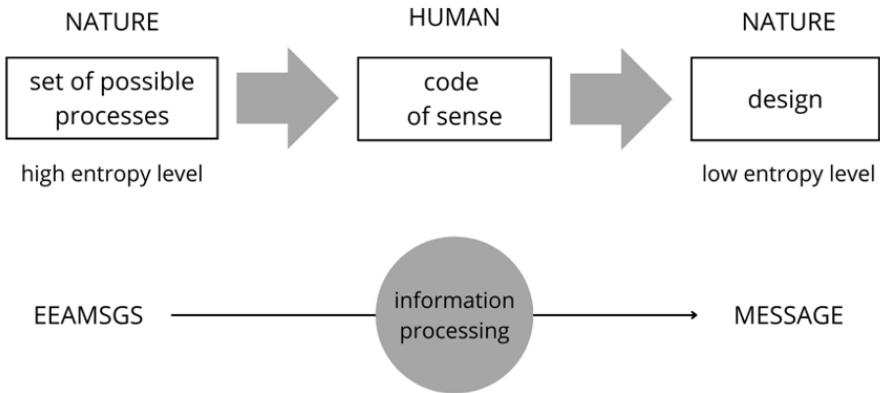 NATURE
HUMAN
NATURE
set of possible
processes
code
of sense
design
high entropy level
low entropy level
EEAMSGS
information
processing
MESSAGE